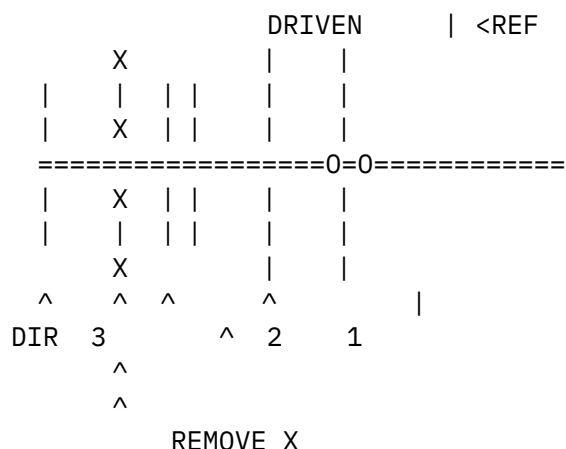 DRIVEN | <REF
X | |
| | | | | |
| X | | | |
==================O=O============
| X | | | |
| | | | | |
X | |
^ ^ ^ ^ |
DIR 3 ^ 2 1
^
^
REMOVE X